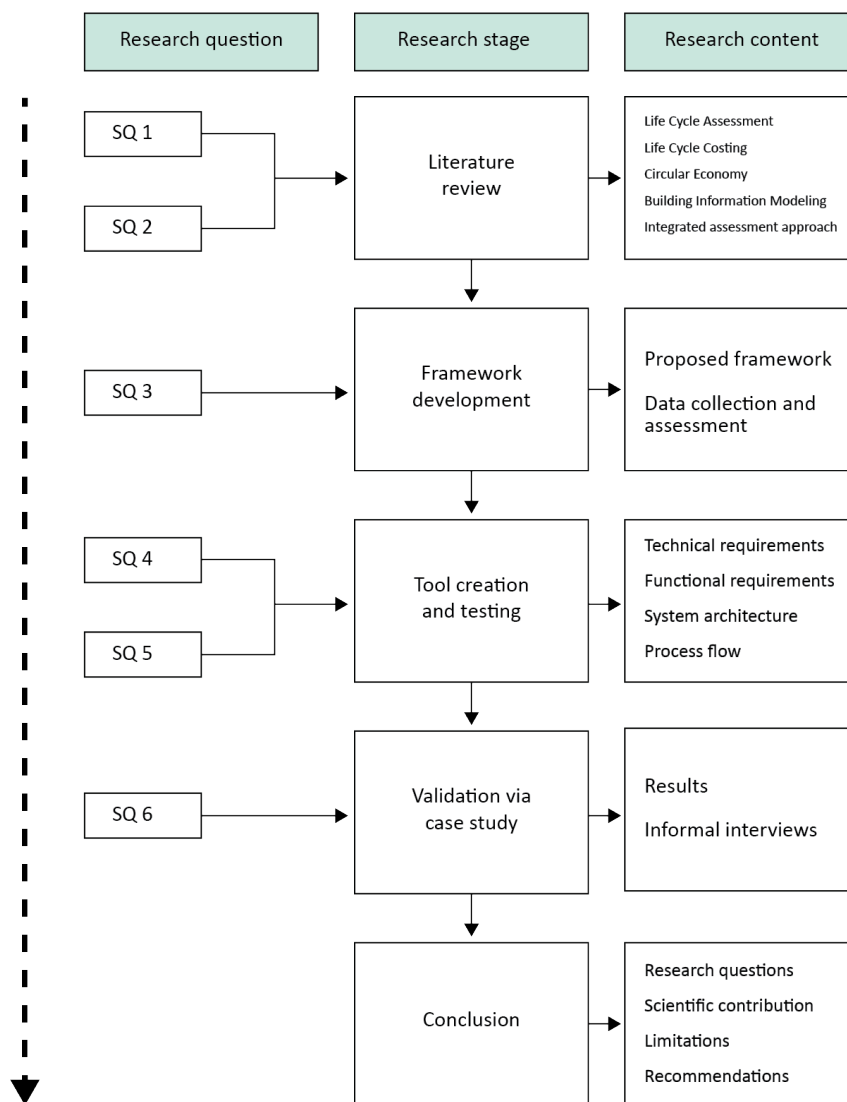 Research question
Research stage
Research content
SQ 1
SQ 2
Literature
review
Life Cycle Assessment
Life Cycle Costing
Circular Economy
Building Information Modeling
Integrated assessment approach
SQ 3
Framework
development
Proposed framework
Data collection and
assessment
SQ 4
SQ 5
Tool creation
and testing
Technical requirements
Functional requirements
System architecture
Process flow
SQ 6
Validation via
case study
Results
Informal interviews
Conclusion
Research questions
Scientific contribution
Limitations
Recommendations